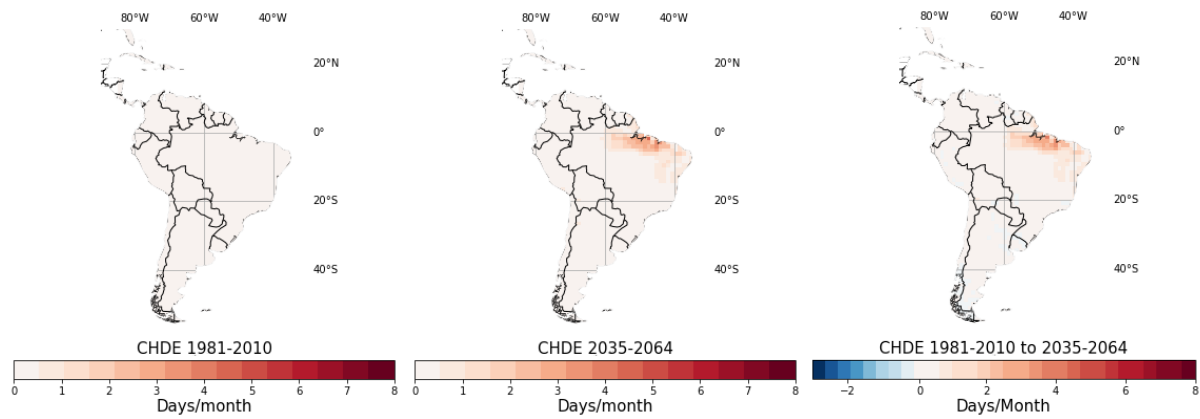 80°W 60°W 40°W
20°N
0°
20°S
40°S
CHDE 1981-2010
0 1 2 3 4 5 6 7 8
Days/month
80°W 60°W 40°W
20°N
0°
20°S
40°S
CHDE 2035-2064
0 1 2 3 4 5 6 7 8
Days/month
80°W 60°W 40°W
20°N
0°
20°S
40°S
CHDE 1981-2010 to 2035-2064
−2 0 2 4 6 8
Days/Month